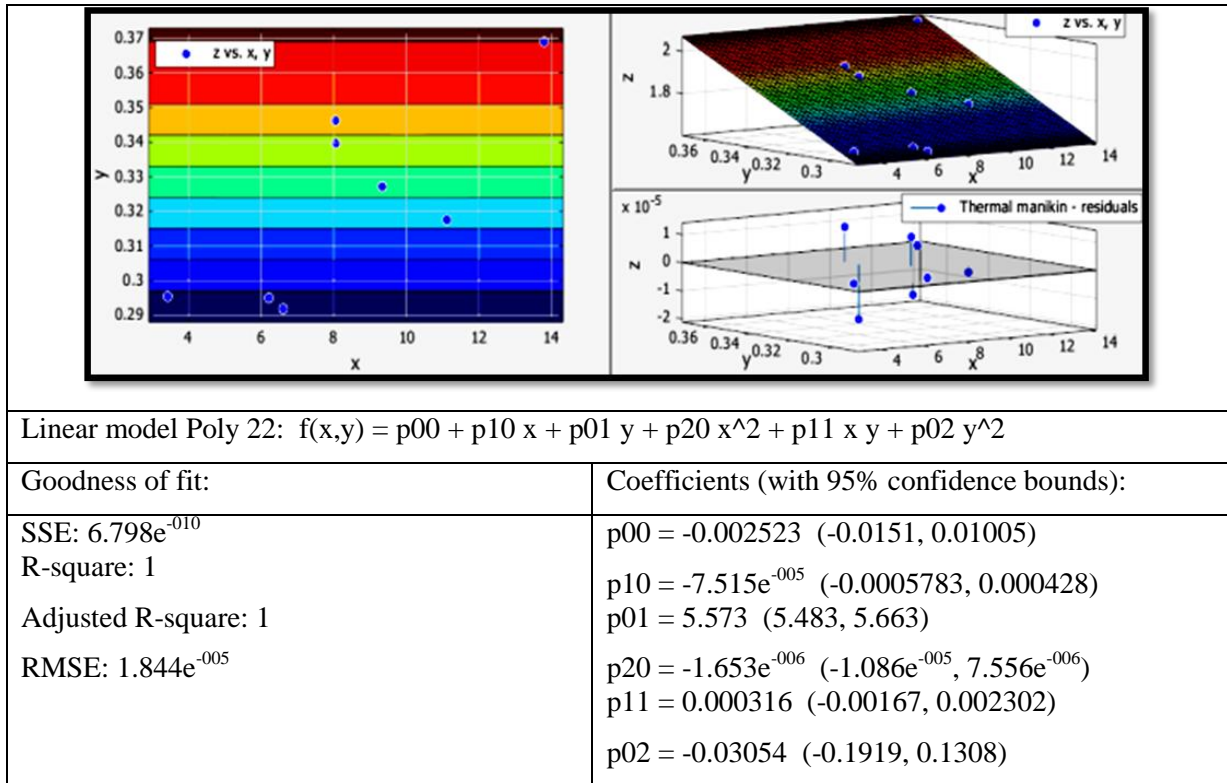 0.37
0.36
0.35
0.34
0.33
0.32
0.31
0.3
0.29
y
z vs. x, y
4 6 8 10 12 14
x
z vs. x, y
2
1.8
z
0.36 0.34 0.32 0.3
y
4 6 8 10 12 14
x
x 10-5
Thermal manikin - residuals
1
0
-1
-2
z
0.36 0.34 0.32 0.3
y
4 6 8 10 12 14
x
Linear model Poly 22: f(x,y) = p00 + p10 x + p01 y + p20 x^2 + p11 x y + p02 y^2
Goodness of fit:
Coefficients (with 95% confidence bounds):
SSE: 6.798e-010
R-square: 1
Adjusted R-square: 1
RMSE: 1.844e-005
p00 = -0.002523 (-0.0151, 0.01005)
p10 = -7.515e-005 (-0.0005783, 0.000428)
p01 = 5.573 (5.483, 5.663)
p20 = -1.653e-006 (-1.086e-005, 7.556e-006)
p11 = 0.000316 (-0.00167, 0.002302)
p02 = -0.03054 (-0.1919, 0.1308)